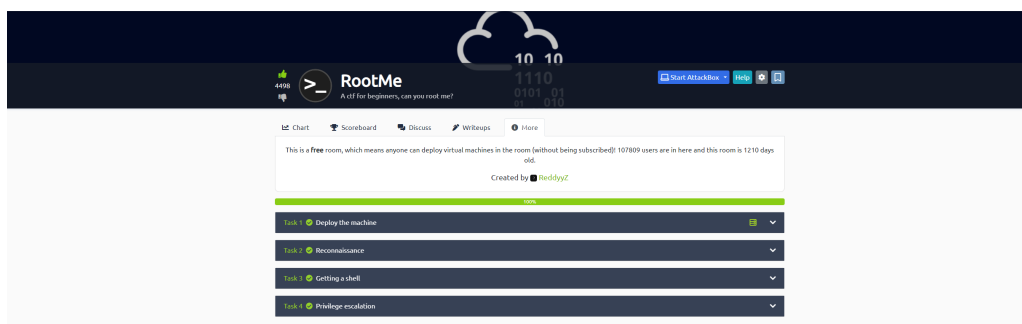 10 10
1110
0101 01
01 010
4498
>_
RootMe
A ctf for beginners, can you root me?
Start AttackBox
Help
Chart
Scoreboard
Discuss
Writeups
More
This is a free room, which means anyone can deploy virtual machines in the room (without being subscribed)! 107809 users are in here and this room is 1210 days
old.
Created by ReddyyZ
100%
Task 1 Deploy the machine
Task 2 Reconnaissance
Task 3 Getting a shell
Task 4 Privilege escalation